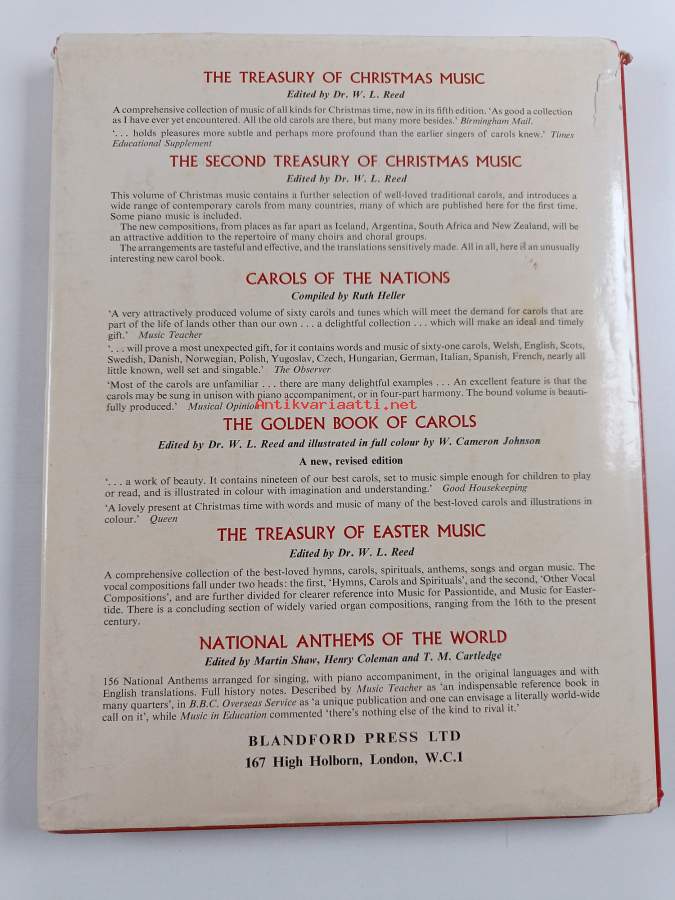 THE TREASURY OF CHRISTMAS MUSIC
Edited by Dr. W. L. Reed
A comprehensive collection of music of all kinds for Christmas time, now in its fifth edition. ‘As good a collection
as I have ever yet encountered. All the old carols are there, but many more besides.’ Birmingham Mail.
‘. . . holds pleasures more subtle and perhaps more profound than the earlier singers of carols knew.’ Times
Educational Supplement
THE SECOND TREASURY OF CHRISTMAS MUSIC
Edited by Dr. W. L. Reed
This volume of Christmas music contains a further selection of well-loved traditional carols, and introduces a
wide range of contemporary carols from many countries, many of which are published here for the first time.
Some piano music is included.
The new compositions, from places as far apart as Iceland, Argentina, South Africa and New Zealand, will be
an attractive addition to the repertoire of many choirs and choral groups.
The arrangements are tasteful and effective, and the translations sensitively made. All in all, here is an unusually
interesting new carol book.
CAROLS OF THE NATIONS
Compiled by Ruth Heller
‘A very attractively produced volume of sixty carols and tunes which will meet the demand for carols that are
part of the life of lands other than our own . . . a delightful collection . . . which will make an ideal and timely
gift.’ Music Teacher
‘. . . will prove a most unexpected gift, for it contains words and music of sixty-one carols, Welsh, English, Scots,
Swedish, Danish, Norwegian, Polish, Yugoslav, Czech, Hungarian, German, Italian, Spanish, French, nearly all
little known, well set and singable.’ The Observer
‘Most of the carols are unfamiliar . . . there are many delightful examples . . . An excellent feature is that the
carols may be sung in unison with piano accompaniment, or in four-part harmony. The bound volume is beauti-
fully produced.’ Musical Opinion
Antikvariaatti.net
THE GOLDEN BOOK OF CAROLS
Edited by Dr. W. L. Reed and illustrated in full colour by W. Cameron Johnson
A new, revised edition
‘. . . a work of beauty. It contains nineteen of our best carols, set to music simple enough for children to play
or read, and is illustrated in colour with imagination and understanding.’ Good Housekeeping
‘A lovely present at Christmas time with words and music of many of the best-loved carols and illustrations in
colour.’ Queen
THE TREASURY OF EASTER MUSIC
Edited by Dr. W. L. Reed
A comprehensive collection of the best-loved hymns, carols, spirituals, anthems, songs and organ music. The
vocal compositions fall under two heads: the first, ‘Hymns, Carols and Spirituals’, and the second, ‘Other Vocal
Compositions’, and are further divided for clearer reference into Music for Passiontide, and Music for Easter-
tide. There is a concluding section of widely varied organ compositions, ranging from the 16th to the present
century.
NATIONAL ANTHEMS OF THE WORLD
Edited by Martin Shaw, Henry Coleman and T. M. Cartledge
156 National Anthems arranged for singing, with piano accompaniment, in the original languages and with
English translations. Full history notes. Described by Music Teacher as ‘an indispensable reference book in
many quarters’, in B.B.C. Overseas Service as ‘a unique publication and one can envisage a literally world-wide
call on it’, while Music in Education commented ‘there’s nothing else of the kind to rival it.’
BLANDFORD PRESS LTD
167 High Holborn, London, W.C.1